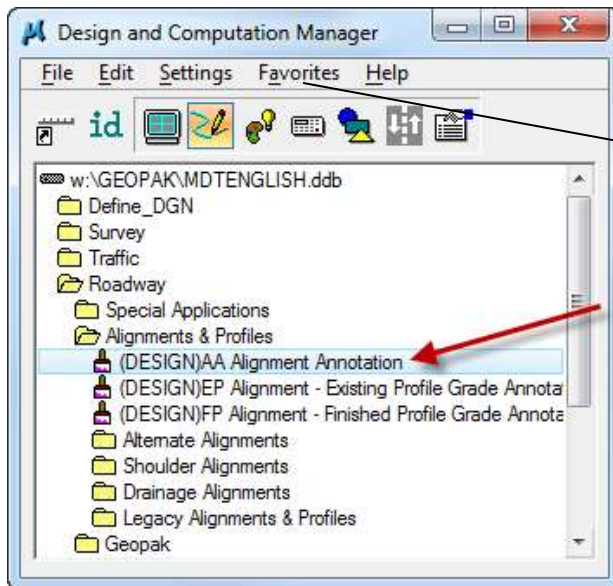 Design and Computation Manager
File Edit Settings Favorites Help
id
w:\GEOPAK\MDTENGLISH.ddb
Define_DGN
Survey
Traffic
Roadway
Special Applications
Alignments & Profiles
(DESIGN)AA Alignment Annotation
(DESIGN)EP Alignment - Existing Profile Grade Annota
(DESIGN)FP Alignment - Finished Profile Grade Annota
Alternate Alignments
Shoulder Alignments
Drainage Alignments
Legacy Alignments & Profiles
Geopak